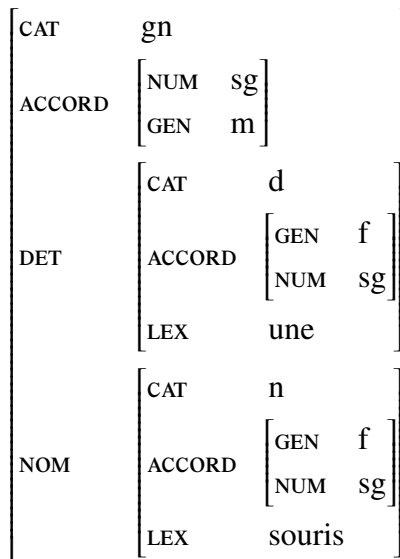 CAT gn
NUM sg
ACCORD
GEN m
CAT d
GEN f
DET ACCORD
NUM sg
LEX une
CAT n
GEN f
NOM ACCORD
NUM sg
LEX souris